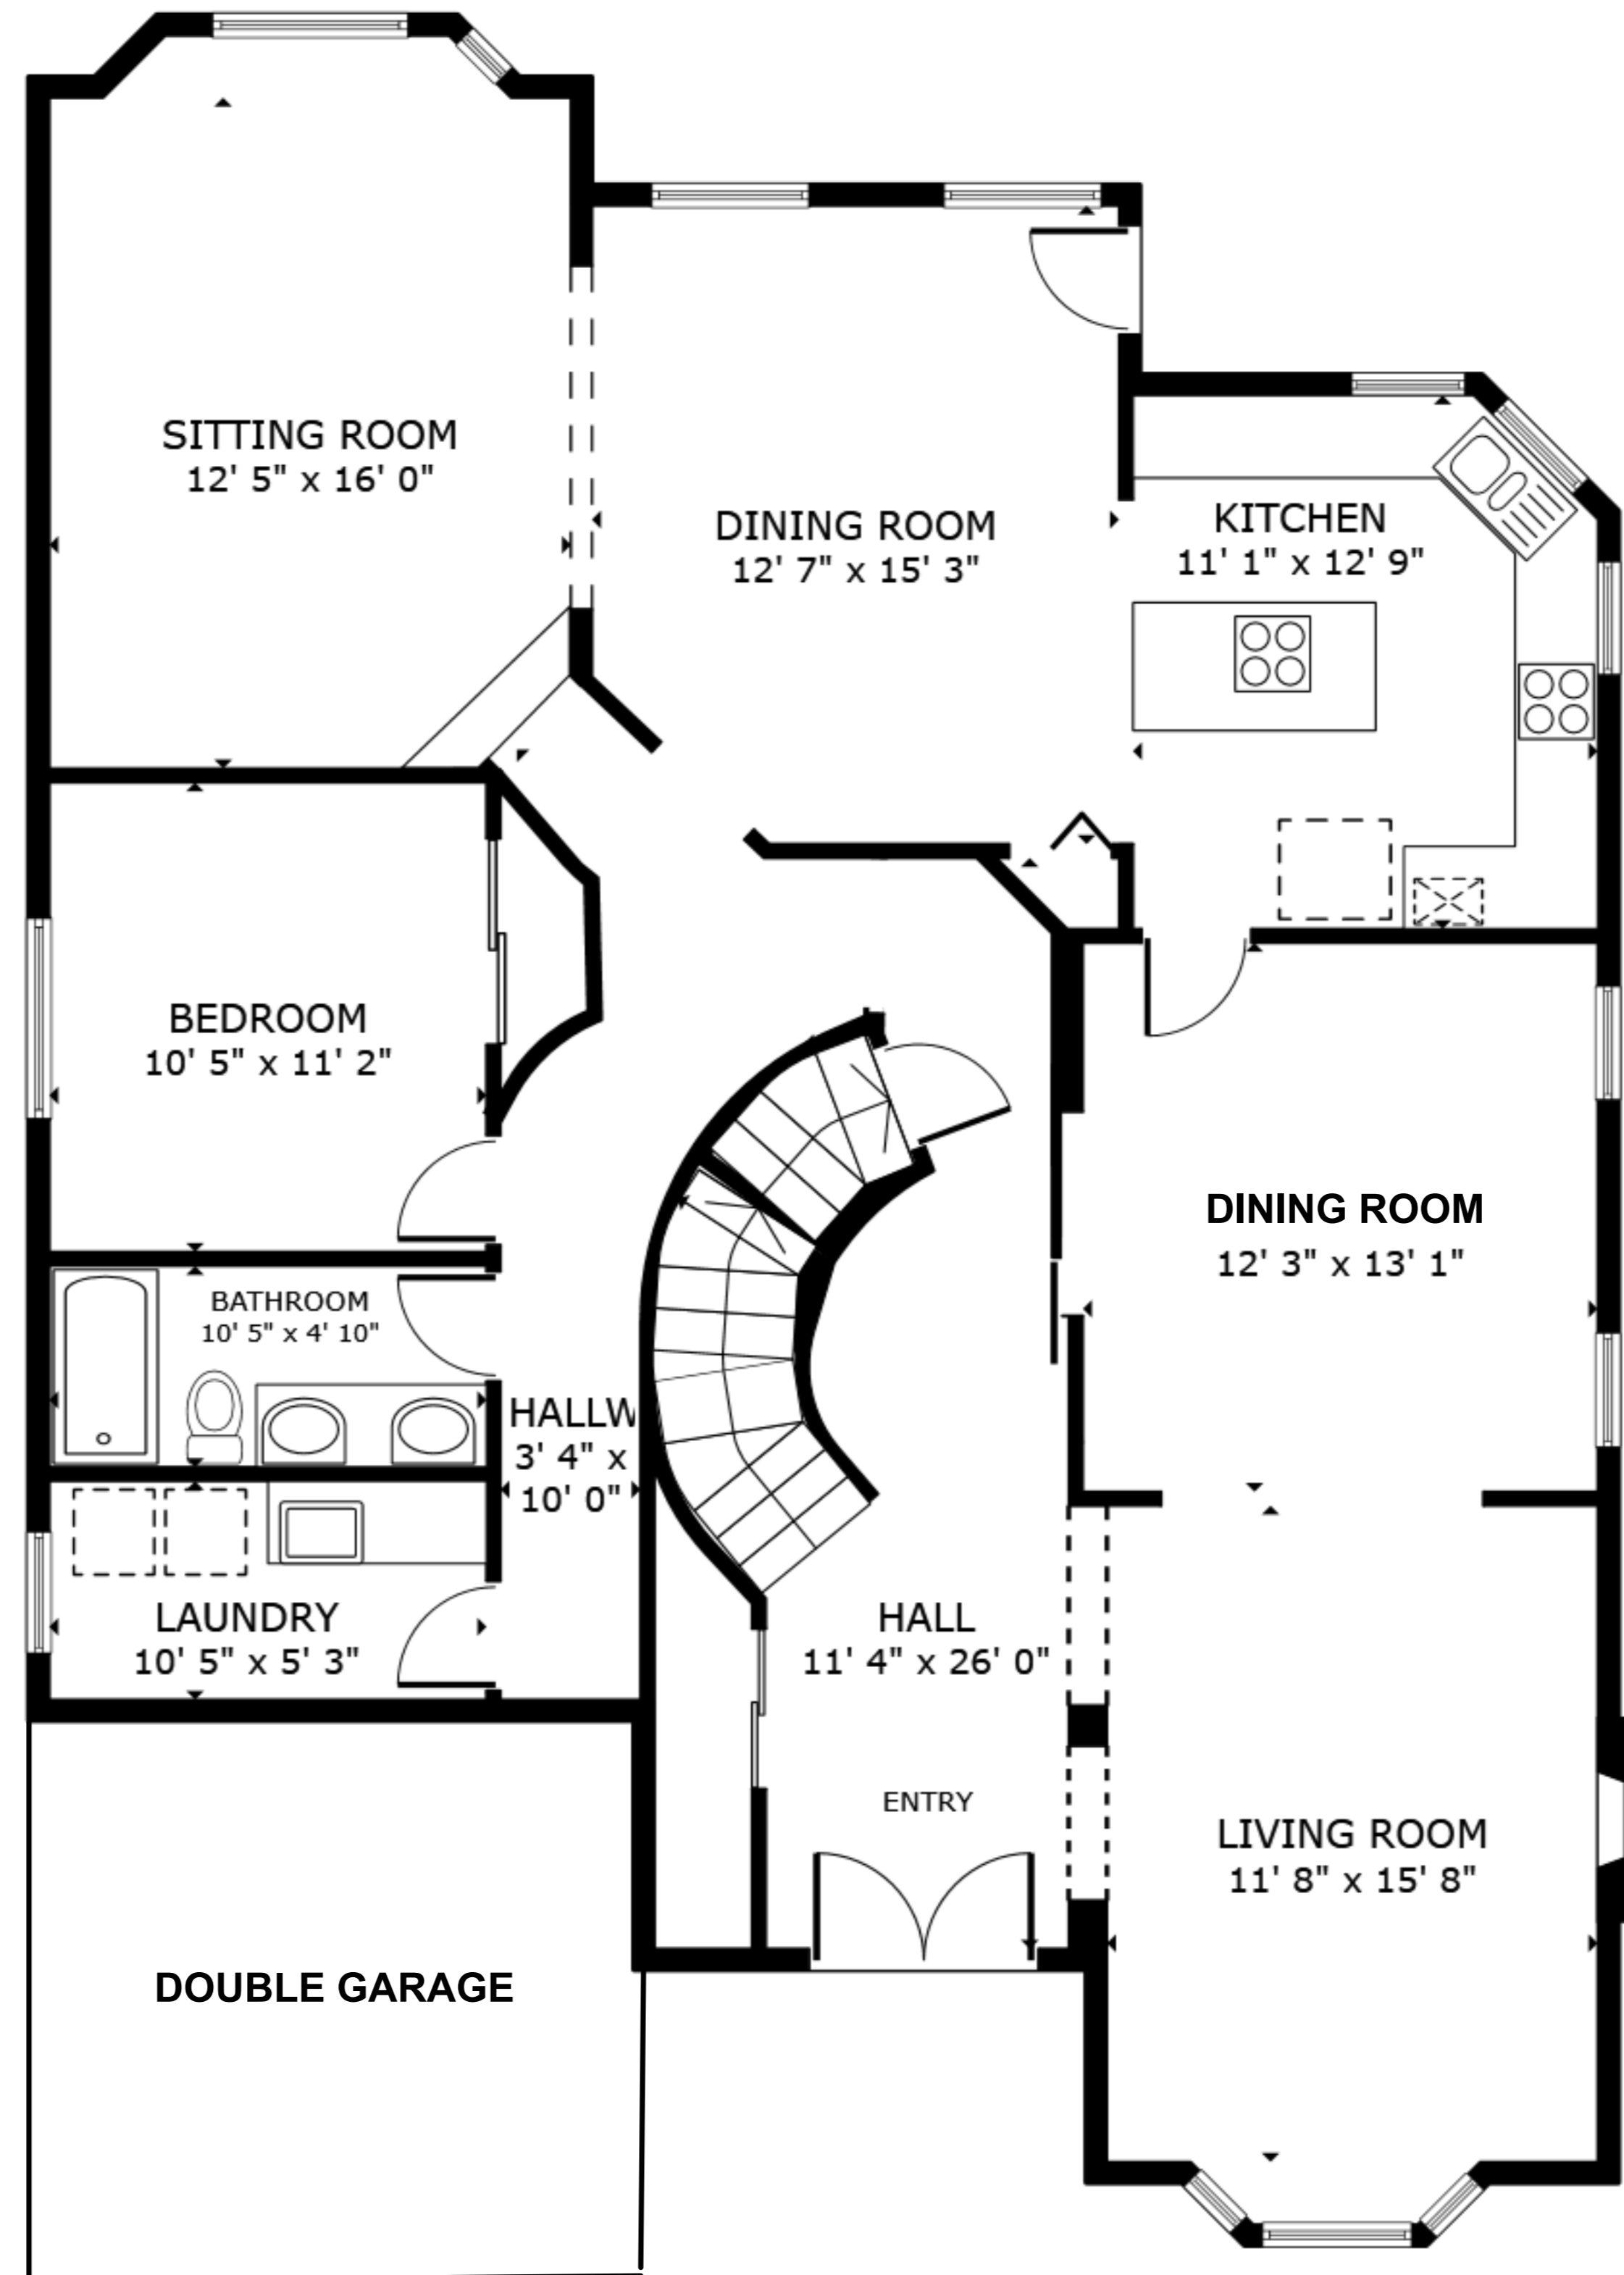 SITTING ROOM
12' 5" x 16' 0"
DINING ROOM
12' 7" x 15' 3"
KITCHEN
11' 1" x 12' 9"
BEDROOM
10' 5" x 11' 2"
DINING ROOM
12' 3" x 13' 1"
BATHROOM
10' 5" x 4' 10"
HALLW
3' 4" x
10' 0"
LAUNDRY
10' 5" x 5' 3"
HALL
11' 4" x 26' 0"
ENTRY
LIVING ROOM
11' 8" x 15' 8"
DOUBLE GARAGE